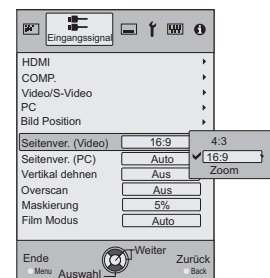 Eingangssignal
HDMI
COMP.
Video/S-Video
PC
Bild Position
Seitenver. (Video) 16:9
Seitenver. (PC) Auto
Vertikal dehnen Aus
Overscan Aus
Maskierung 5%
Film Modus Auto
4:3
16:9
Zoom
Ende
Menu
Auswahl
Weiter
Zurück
Back